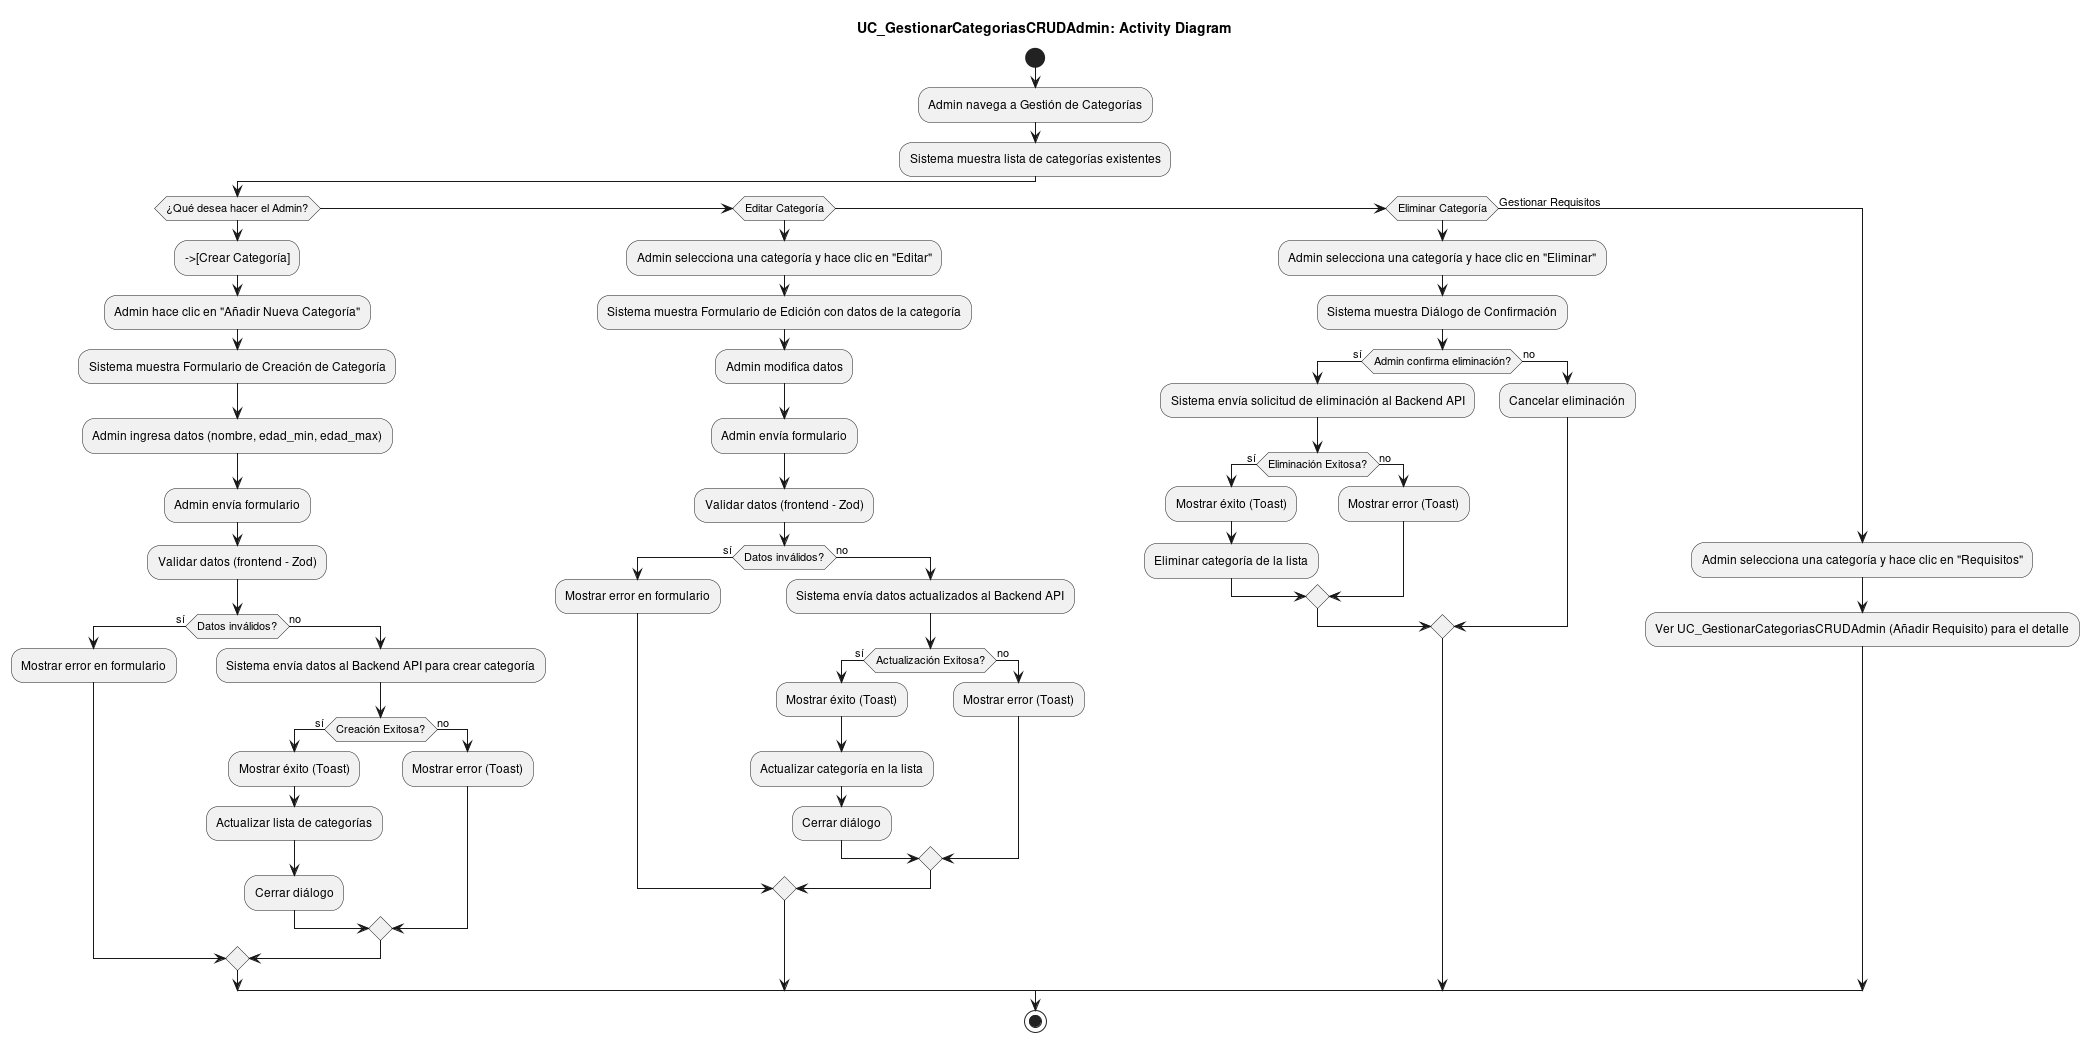 UC_GestionarCategoriasCRUDAdmin: Activity Diagram
Admin navega a Gestión de Categorías
Sistema muestra lista de categorías existentes
¿Qué desea hacer el Admin?
->[Crear Categoría]
Admin hace clic en "Añadir Nueva Categoría"
Sistema muestra Formulario de Creación de Categoría
Admin ingresa datos (nombre, edad_min, edad_max)
Admin envía formulario
Validar datos (frontend - Zod)
sí
Datos inválidos?
no
Mostrar error en formulario
Sistema envía datos al Backend API para crear categoría
sí
Creación Exitosa?
no
Mostrar éxito (Toast)
Mostrar error (Toast)
Actualizar lista de categorías
Cerrar diálogo
Editar Categoría
Admin selecciona una categoría y hace clic en "Editar"
Sistema muestra Formulario de Edición con datos de la categoría
Admin modifica datos
Admin envía formulario
Validar datos (frontend - Zod)
sí
Datos inválidos?
no
Mostrar error en formulario
Sistema envía datos actualizados al Backend API
sí
Actualización Exitosa?
no
Mostrar éxito (Toast)
Mostrar error (Toast)
Actualizar categoría en la lista
Cerrar diálogo
Eliminar Categoría
Admin selecciona una categoría y hace clic en "Eliminar"
Sistema muestra Diálogo de Confirmación
sí
Admin confirma eliminación?
no
Sistema envía solicitud de eliminación al Backend API
Cancelar eliminación
sí
Eliminación Exitosa?
no
Mostrar éxito (Toast)
Mostrar error (Toast)
Eliminar categoría de la lista
Gestionar Requisitos
Admin selecciona una categoría y hace clic en "Requisitos"
Ver UC_GestionarCategoriasCRUDAdmin (Añadir Requisito) para el detalle